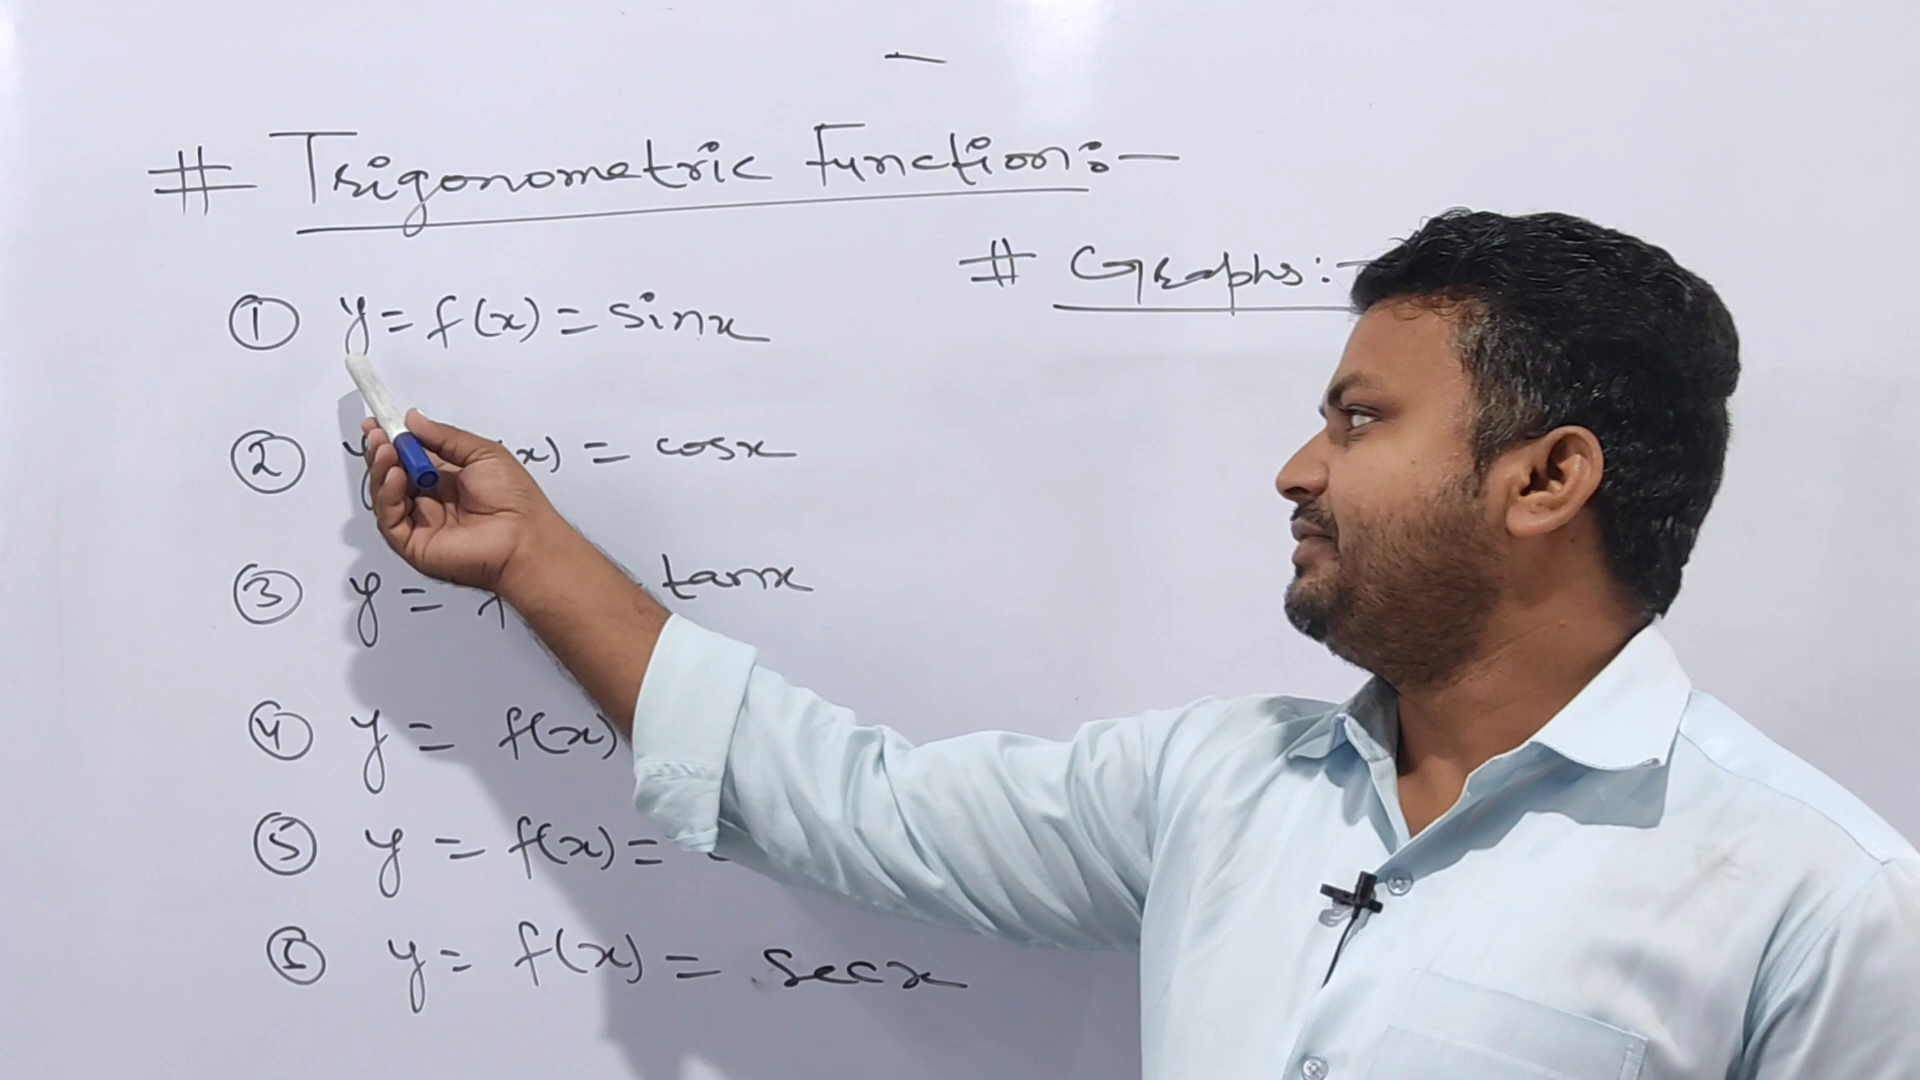 # Trigonometric Function:-
# Graphs:-
① y = f(x) = sinx
② y x) = cosx
③ y = tanx
④ y = f(x)
⑤ y = f(x) =
⑥ y = f(x) = secx